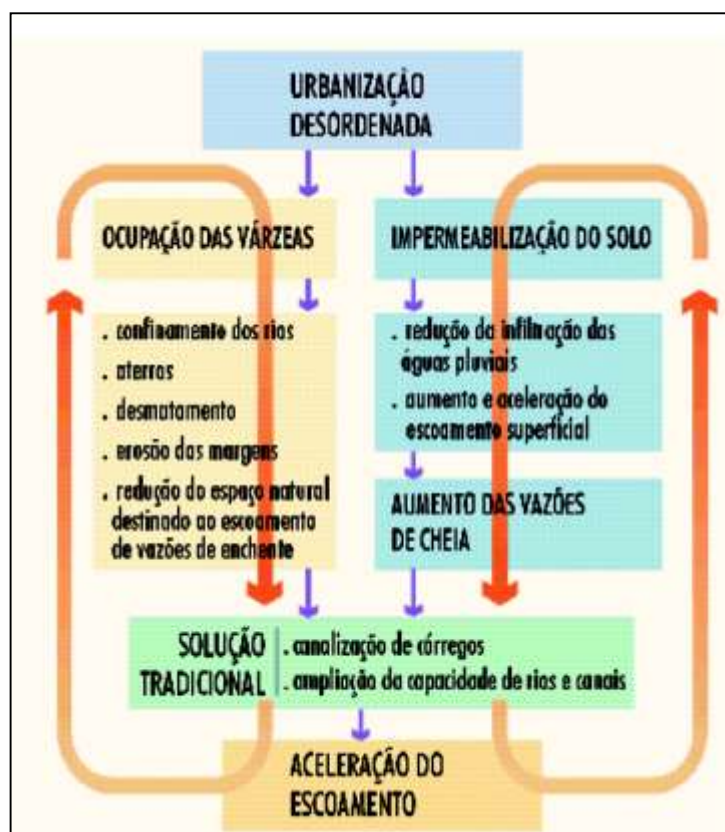 URBANIZAÇÃO
DESORDENADA
OCUPAÇÃO DAS VÁRZEAS
. confinamento dos rios
. aterros
. desmatamento
. erosão das margens
. redução do espaço natural
destinado ao escoamento
de vazões de enchente
IMPERMEABILIZAÇÃO DO SOLO
. redução da infiltração das
águas pluviais
. aumento e aceleração do
escoamento superficial
AUMENTO DAS VAZÕES
DE CHEIA
SOLUÇÃO
TRADICIONAL
. canalização de córregos
. ampliação da capacidade de rios e canais
ACELERAÇÃO DO
ESCOAMENTO